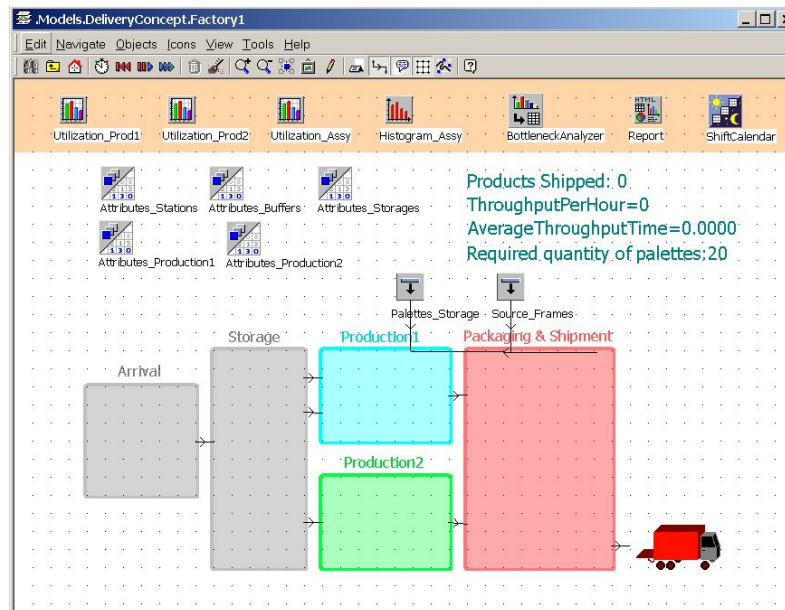 .Models.DeliveryConcept.Factory1
Edit Navigate Objects Icons View Tools Help
Utilization_Prod1 Utilization_Prod2 Utilization_Assy Histogram_Assy BottleneckAnalyzer Report ShiftCalendar
Attributes_Stations Attributes_Buffers Attributes_Storages
Attributes_Production1 Attributes_Production2
Products Shipped: 0
ThroughputPerHour=0
AverageThroughputTime=0.0000
Required quantity of palettes:20
Palettes_Storage Source_Frames
Storage Production1 Packaging & Shipment
Arrival
Production2